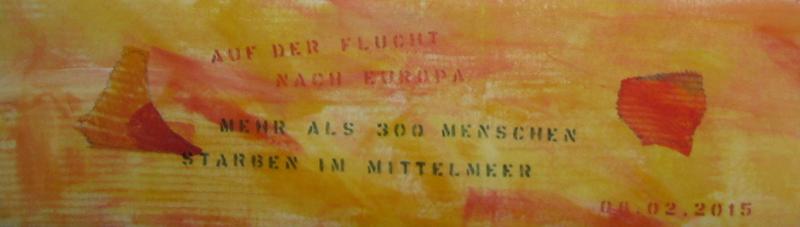 AUF DER FLUCHT
NACH EUROPA
MEHR ALS 300 MENSCHEN
STARBEN IM MITTELMEER
08.02.2015